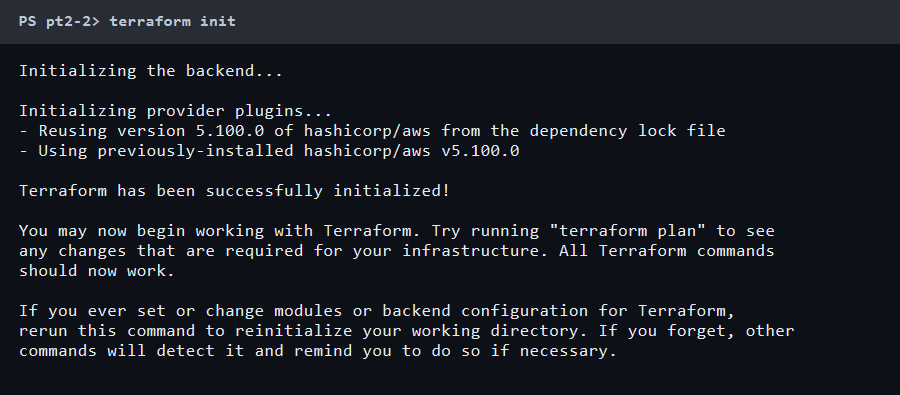 PS pt2-2> terraform init
Initializing the backend...
Initializing provider plugins...
- Reusing version 5.100.0 of hashicorp/aws from the dependency lock file
- Using previously-installed hashicorp/aws v5.100.0
Terraform has been successfully initialized!
You may now begin working with Terraform. Try running "terraform plan" to see
any changes that are required for your infrastructure. All Terraform commands
should now work.
If you ever set or change modules or backend configuration for Terraform,
rerun this command to reinitialize your working directory. If you forget, other
commands will detect it and remind you to do so if necessary.